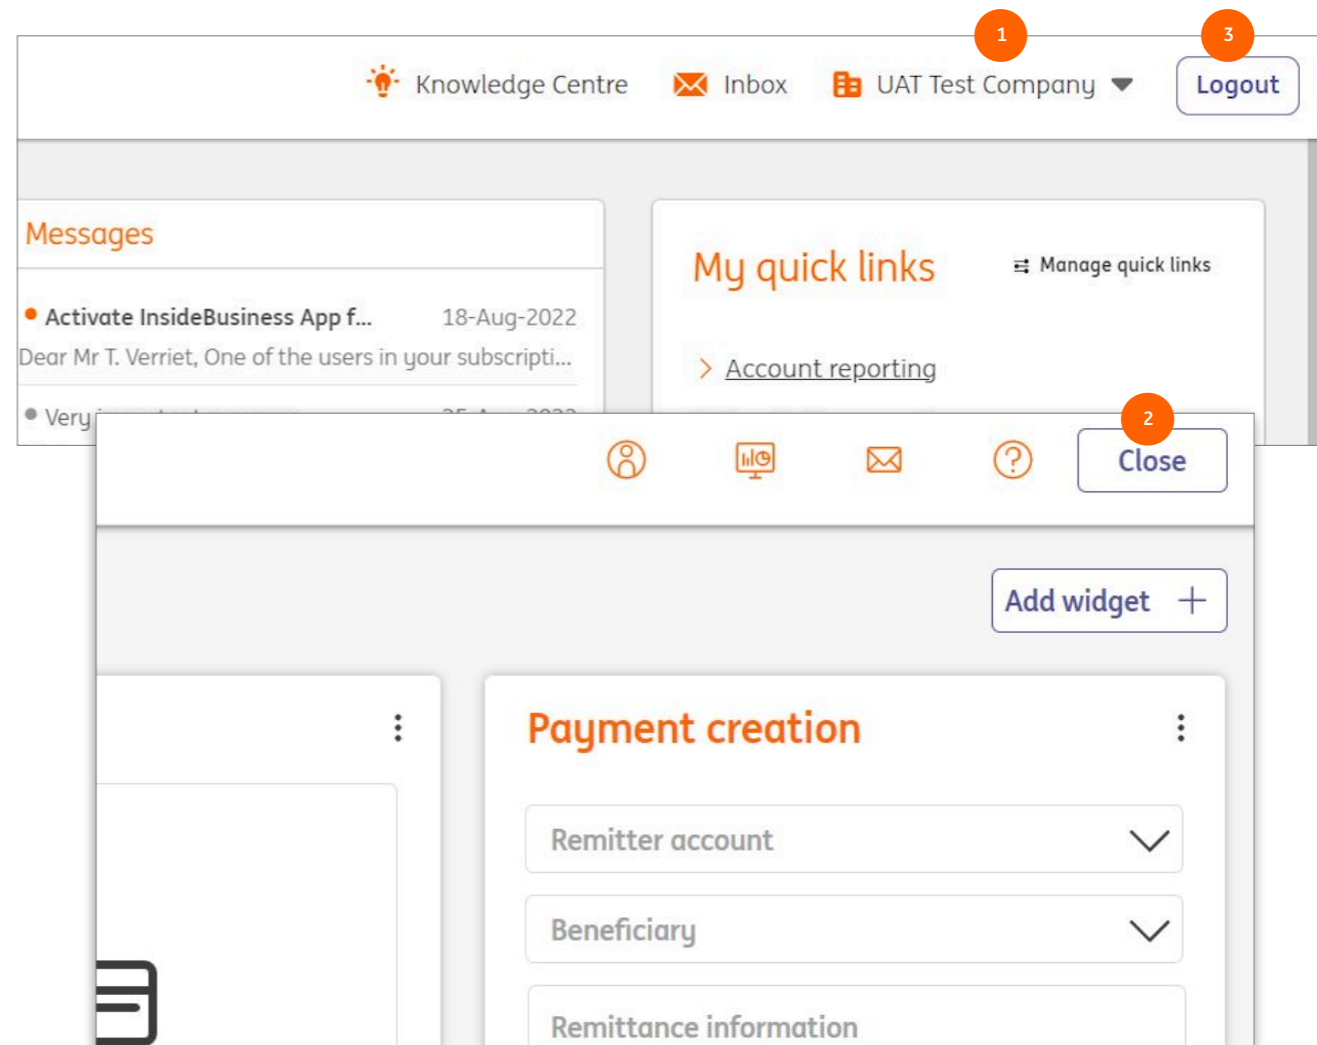 1
3
Knowledge Centre
Inbox
UAT Test Company
Logout
Messages
Activate InsideBusiness App f...
18-Aug-2022
Dear Mr T. Verriet, One of the users in your subscripti...
Very
My quick links
Manage quick links
Account reporting
2
Close
Add widget
Payment creation
Remitter account
Beneficiary
Remittance information